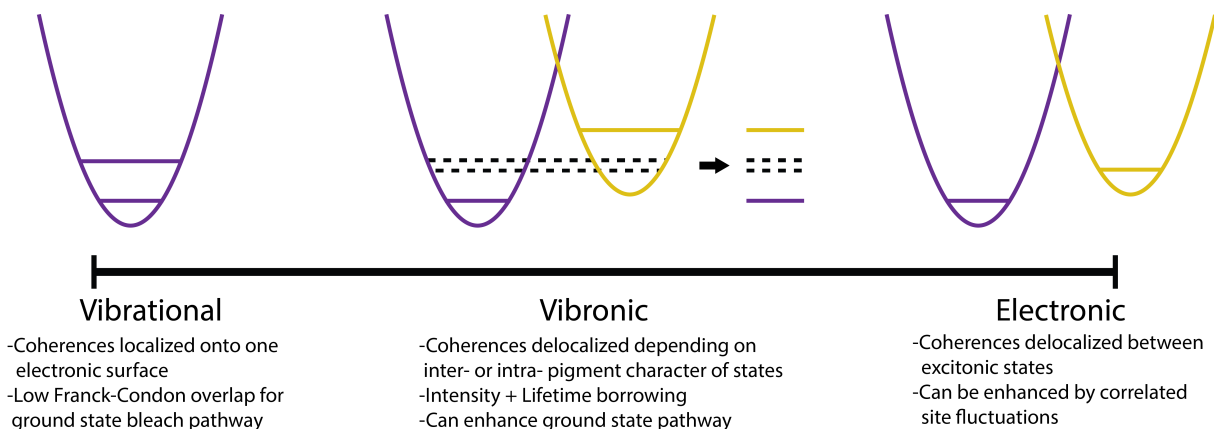 Vibrational
-Coherences localized onto one
electronic surface
-Low Franck-Condon overlap for
ground state bleach pathway
Vibronic
-Coherences delocalized depending on
inter- or intra- pigment character of states
-Intensity + Lifetime borrowing
-Can enhance ground state pathway
Electronic
-Coherences delocalized between
excitonic states
-Can be enhanced by correlated
site fluctuations